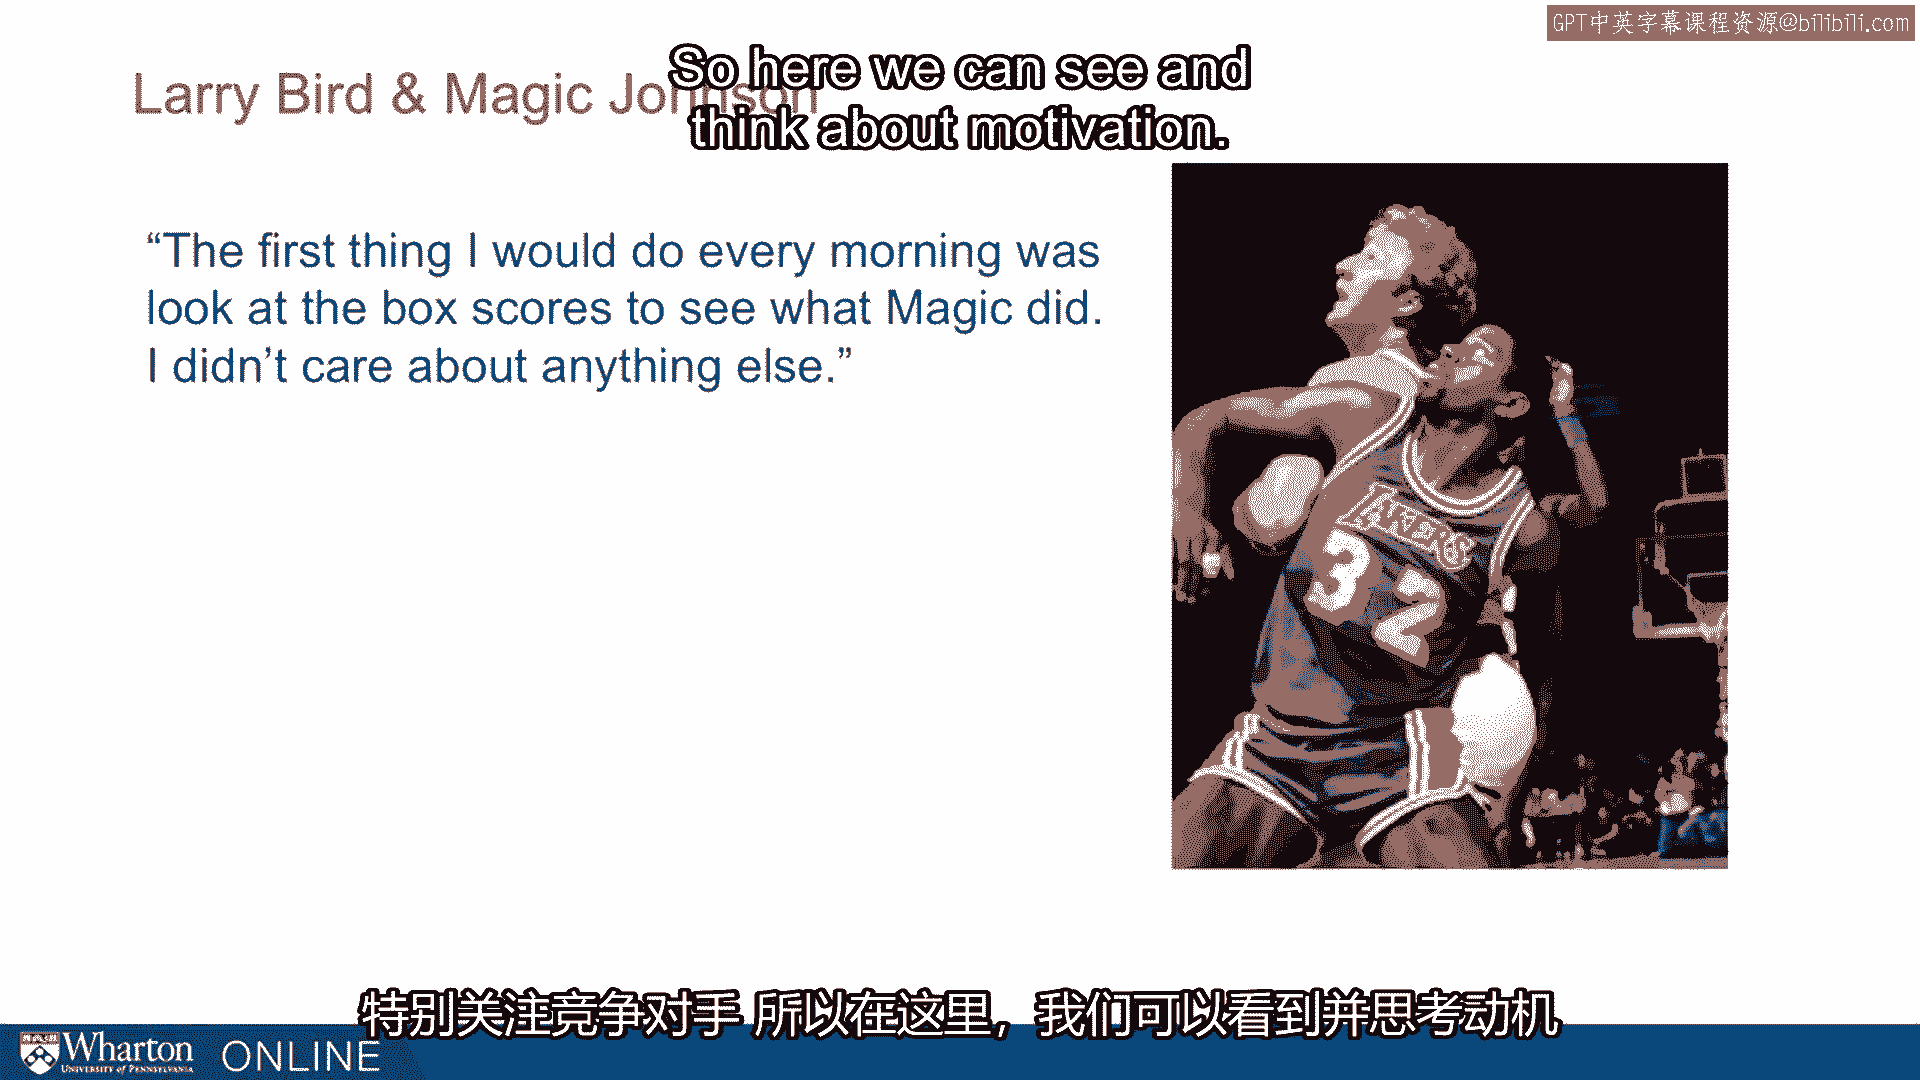 GPT中英字幕课程资源@bilibili.com
Larry Bird & Magic Johnson
So here we can see and
think about motivation.
“The first thing I would do every morning was
look at the box scores to see what Magic did.
I didn’t care about anything else.”
LAKERS
32
特别关注竞争对手 所以在这里，我们可以看到并思考动机
Wharton
UNIVERSITY of PENNSYLVANIA
ONLINE